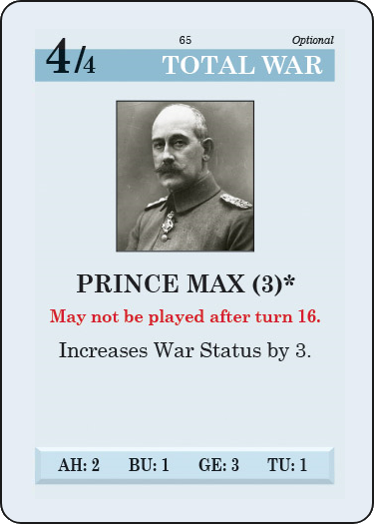 65
Optional
4/4
TOTAL WAR
PRINCE MAX (3)*
May not be played after turn 16.
Increases War Status by 3.
AH: 2 BU: 1 GE: 3 TU: 1